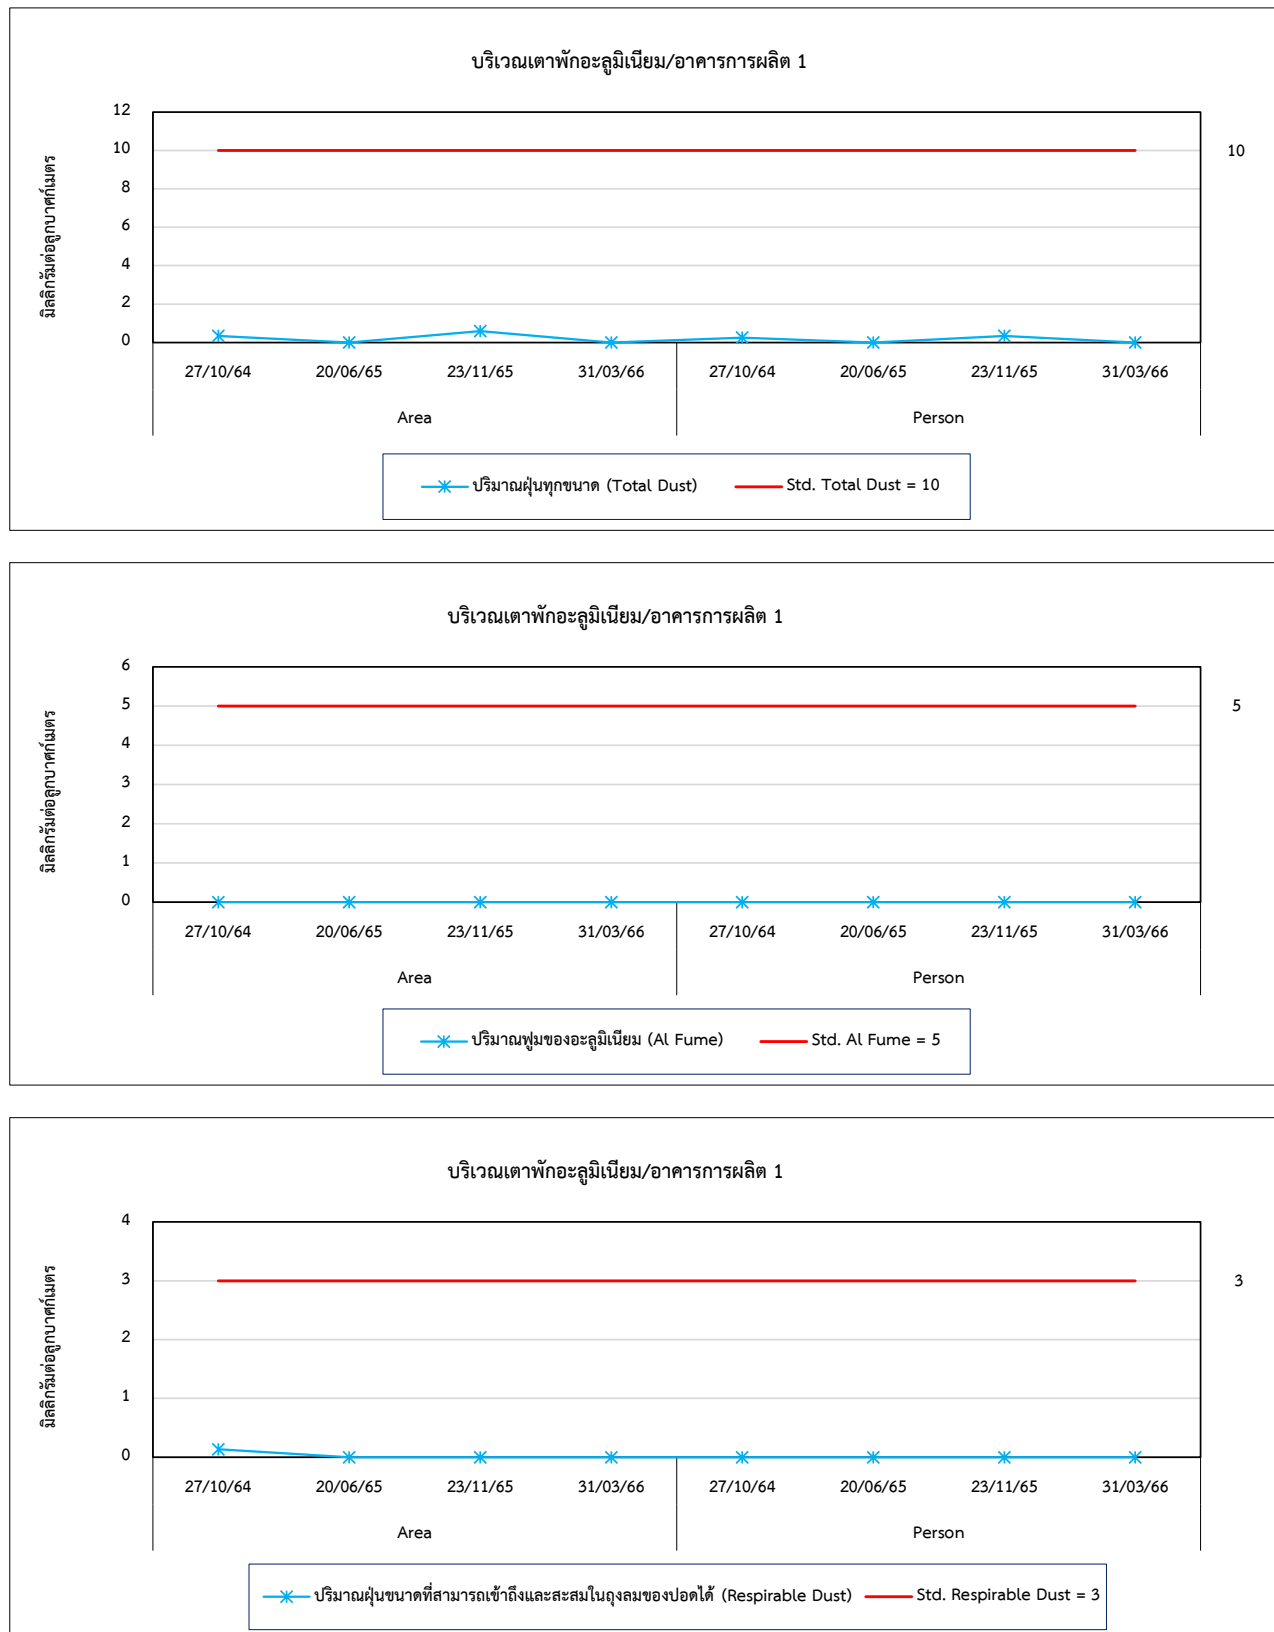 บริเวณเตาพักอะลูมิเนียม/อาคารการผลิต 1
มิลลิกรัมต่อลูกบาศก์เมตร
12
10
8
6
4
2
0
10
27/10/64 20/06/65 23/11/65 31/03/66 27/10/64 20/06/65 23/11/65 31/03/66
Area Person
ปริมาณฝุ่นทุกขนาด (Total Dust) Std. Total Dust = 10
บริเวณเตาพักอะลูมิเนียม/อาคารการผลิต 1
มิลลิกรัมต่อลูกบาศก์เมตร
6
5
4
3
2
1
0
5
27/10/64 20/06/65 23/11/65 31/03/66 27/10/64 20/06/65 23/11/65 31/03/66
Area Person
ปริมาณฟูมของอะลูมิเนียม (Al Fume) Std. Al Fume = 5
บริเวณเตาพักอะลูมิเนียม/อาคารการผลิต 1
มิลลิกรัมต่อลูกบาศก์เมตร
4
3
2
1
0
3
27/10/64 20/06/65 23/11/65 31/03/66 27/10/64 20/06/65 23/11/65 31/03/66
Area Person
ปริมาณฝุ่นขนาดที่สามารถเข้าถึงและสะสมในถุงลมของปอดได้ (Respirable Dust) Std. Respirable Dust = 3